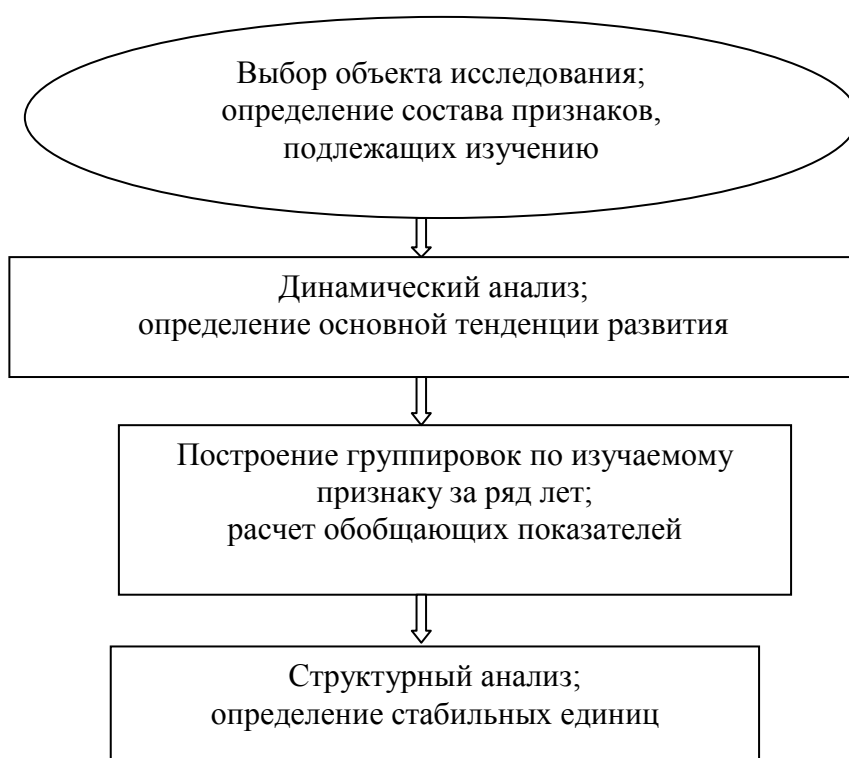 Выбор объекта исследования;
определение состава признаков,
подлежащих изучению
Динамический анализ;
определение основной тенденции развития
Построение группировок по изучаемому
признаку за ряд лет;
расчет обобщающих показателей
Структурный анализ;
определение стабильных единиц